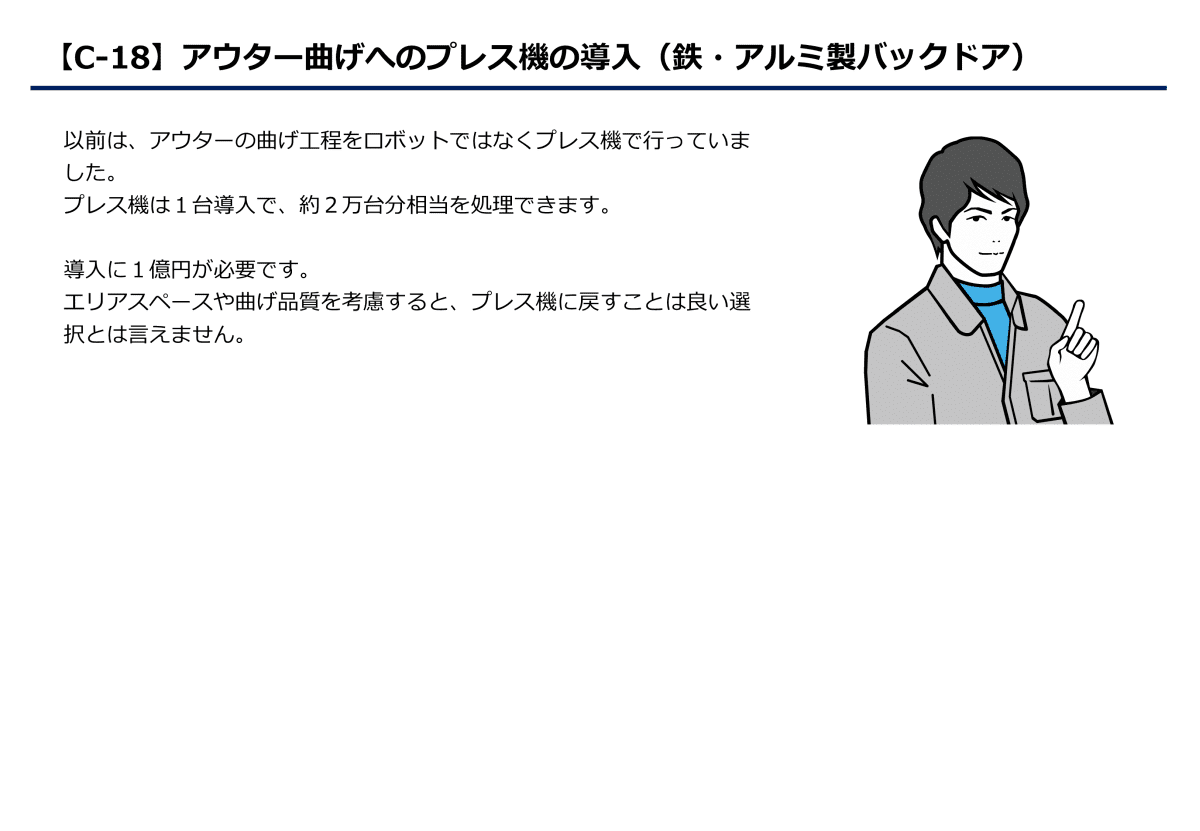 【C-18】アウター曲げへのプレス機の導入（鉄・アルミ製バックドア）
以前は、アウターの曲げ工程をロボットではなくプレス機で行っていま
した。
プレス機は１台導入で、約２万台分相当を処理できます。
導入に１億円が必要です。
エリアスペースや曲げ品質を考慮すると、プレス機に戻すことは良い選
択とは言えません。